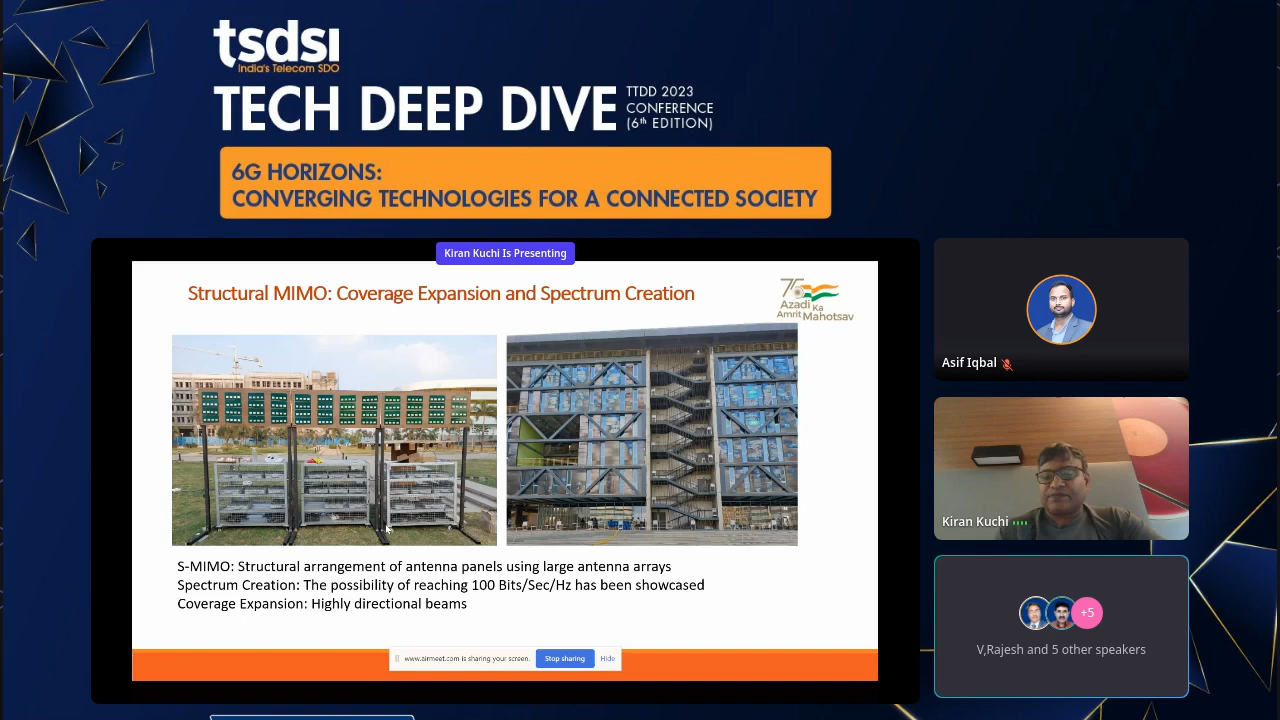 tsdsi
India's Telecom SDO
TECH DEEP DIVE
TTDD 2023
CONFERENCE
(6th EDITION)
6G HORIZONS:
CONVERGING TECHNOLOGIES FOR A CONNECTED SOCIETY
Kiran Kuchi Is Presenting
Structural MIMO: Coverage Expansion and Spectrum Creation
75
Azadi Ka
Amrit Mahotsav
S-MIMO: Structural arrangement of antenna panels using large antenna arrays
Spectrum Creation: The possibility of reaching 100 Bits/Sec/Hz has been showcased
Coverage Expansion: Highly directional beams
www.airmeet.com is sharing your screen. Stop sharing Hide
Asif Iqbal
Kiran Kuchi
+5
V,Rajesh and 5 other speakers